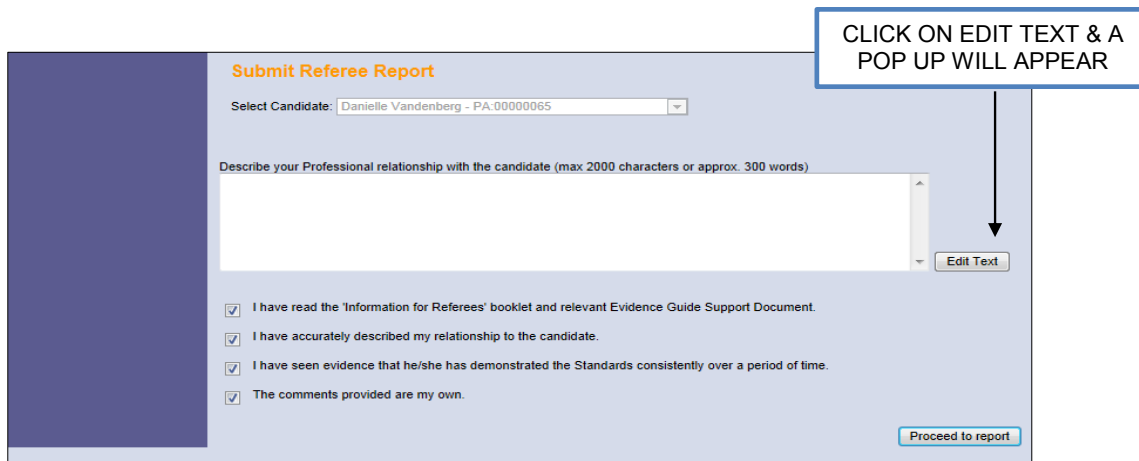 CLICK ON EDIT TEXT & A
POP UP WILL APPEAR
Submit Referee Report
Select Candidate: Danielle Vandenberg - PA:00000065
Describe your Professional relationship with the candidate (max 2000 characters or approx. 300 words)
Edit Text
I have read the 'Information for Referees' booklet and relevant Evidence Guide Support Document.
I have accurately described my relationship to the candidate.
I have seen evidence that he/she has demonstrated the Standards consistently over a period of time.
The comments provided are my own.
Proceed to report